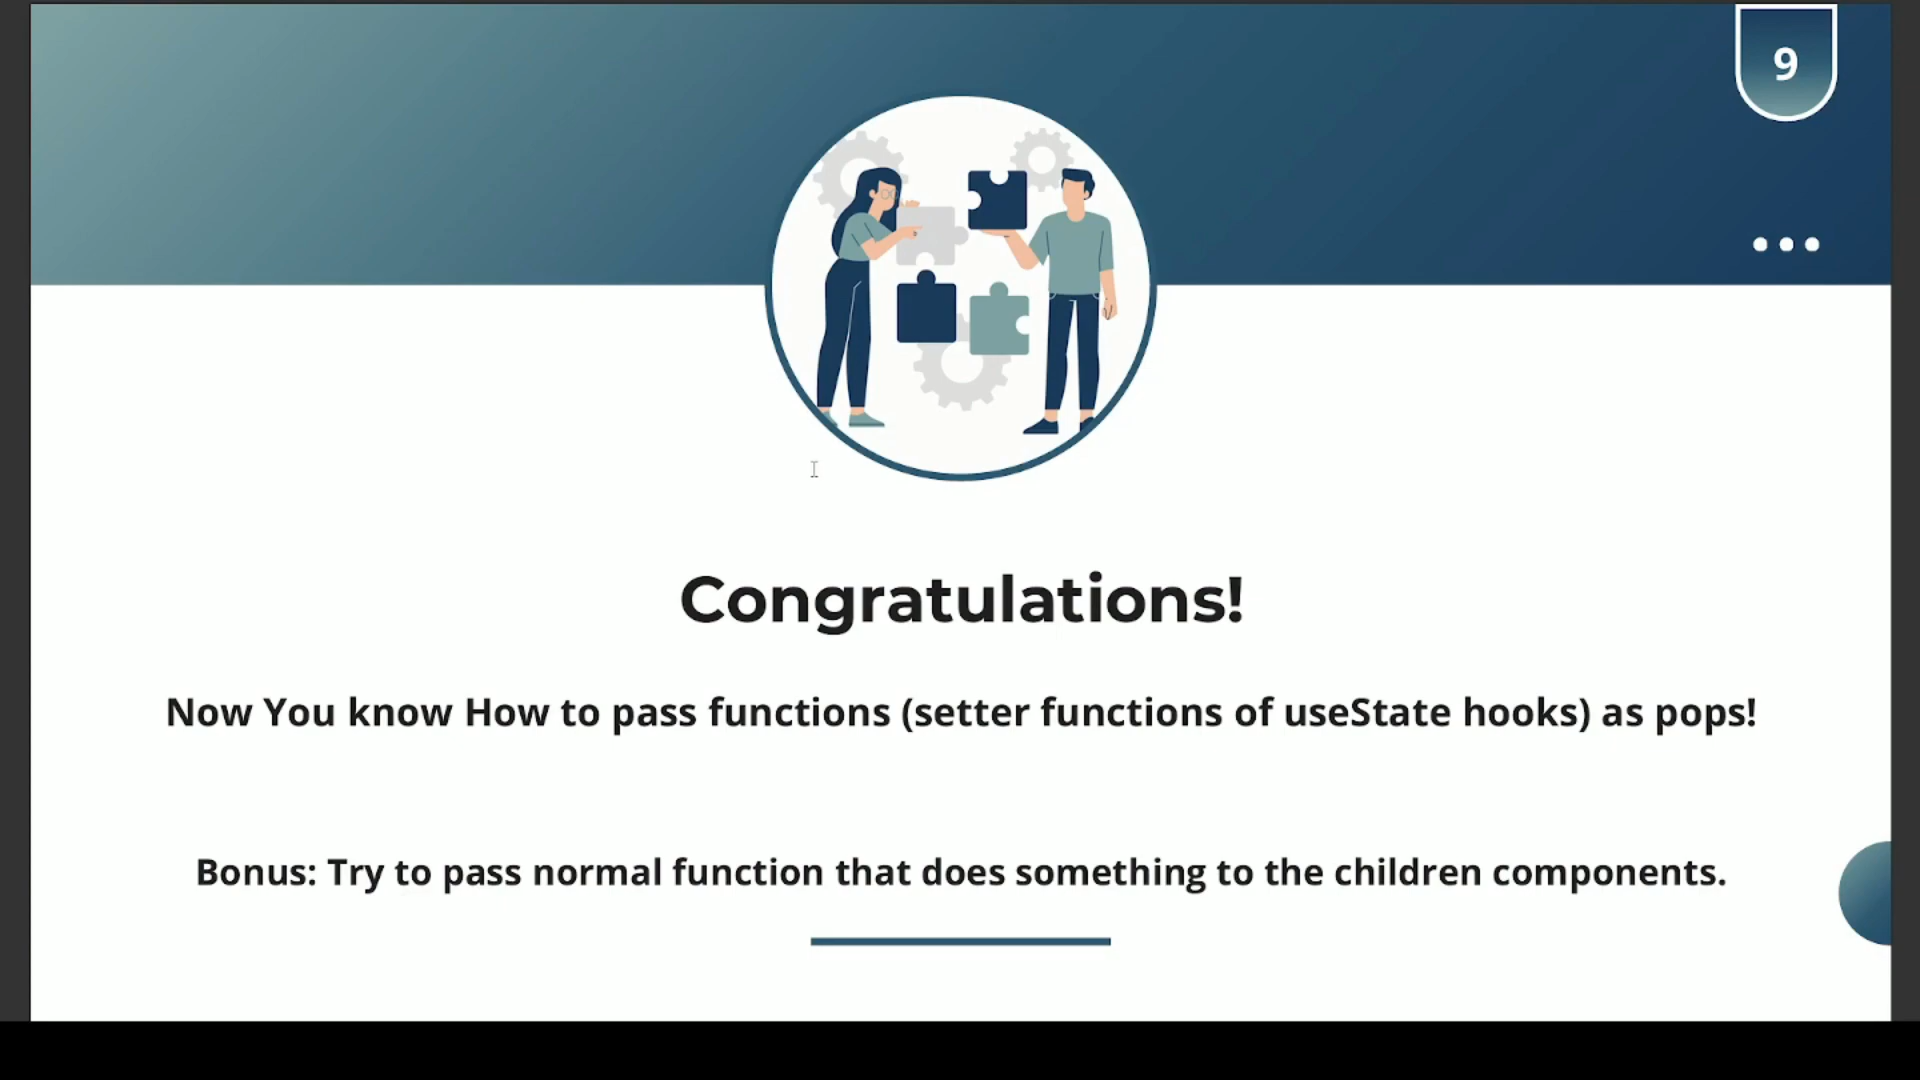 9
Congratulations!
Now You know How to pass functions (setter functions of useState hooks) as pops!
Bonus: Try to pass normal function that does something to the children components.